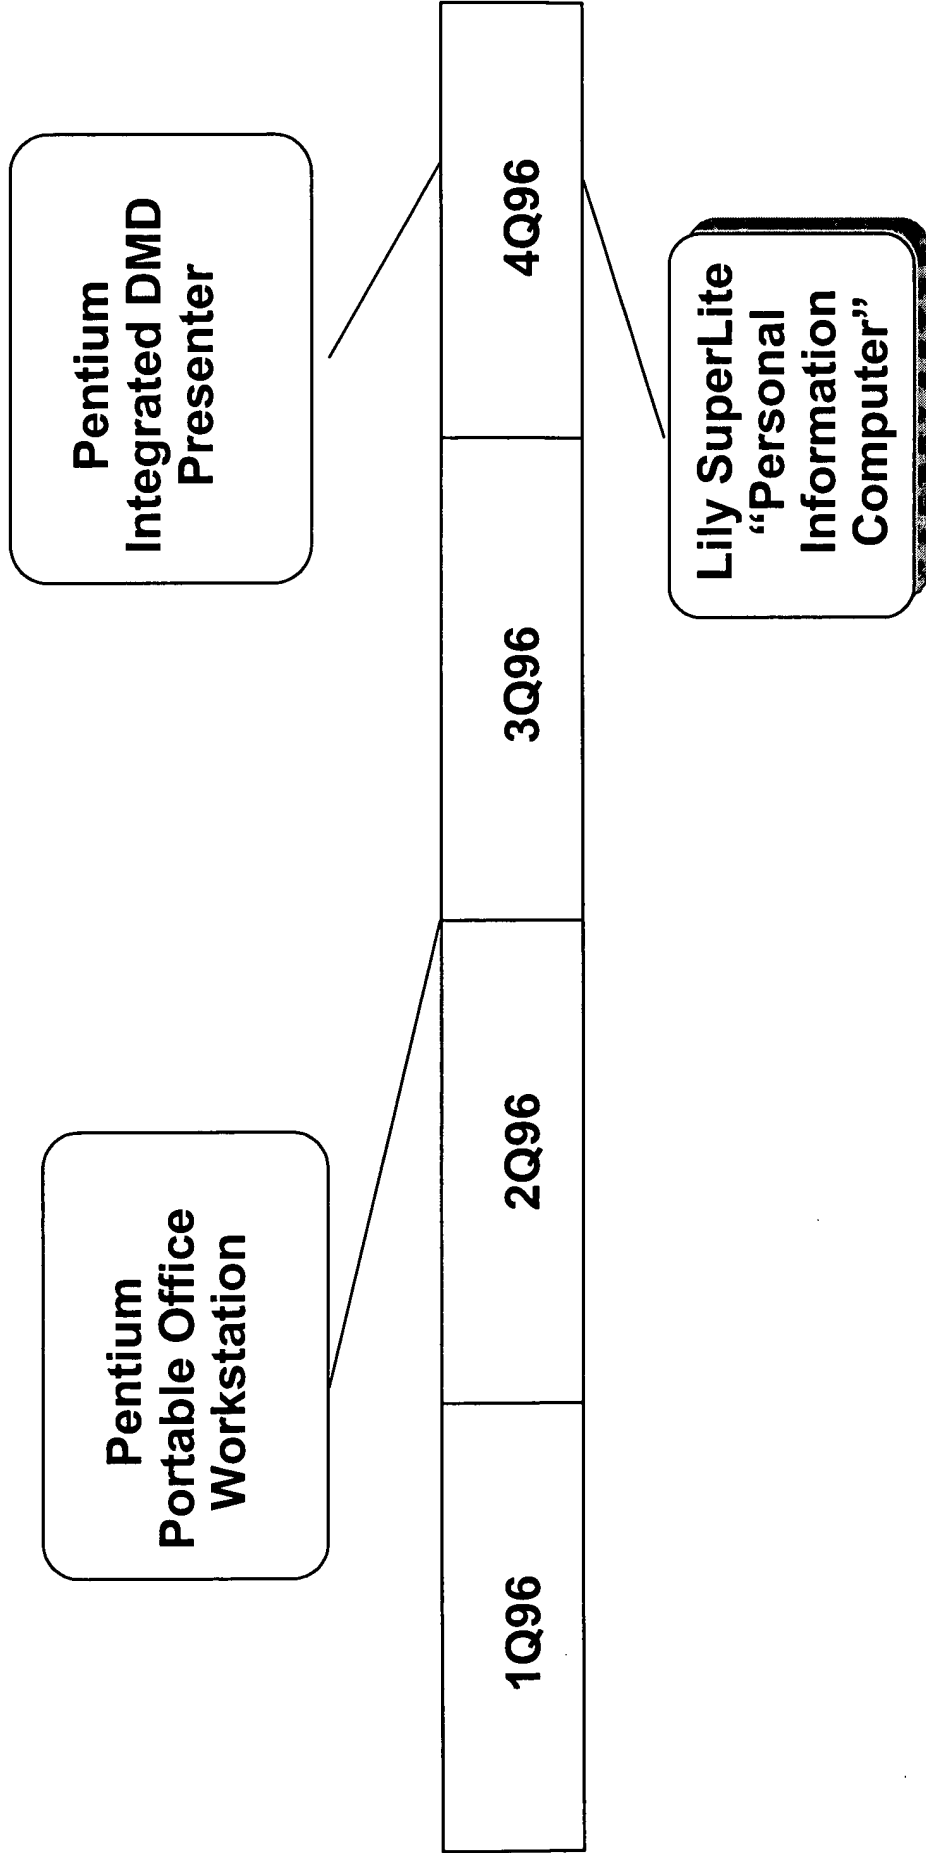 Pentium
Portable Office
Workstation
Pentium
Integrated DMD
Presenter
1Q96
2Q96
3Q96
4Q96
Lily SuperLite
“Personal
Information
Computer”